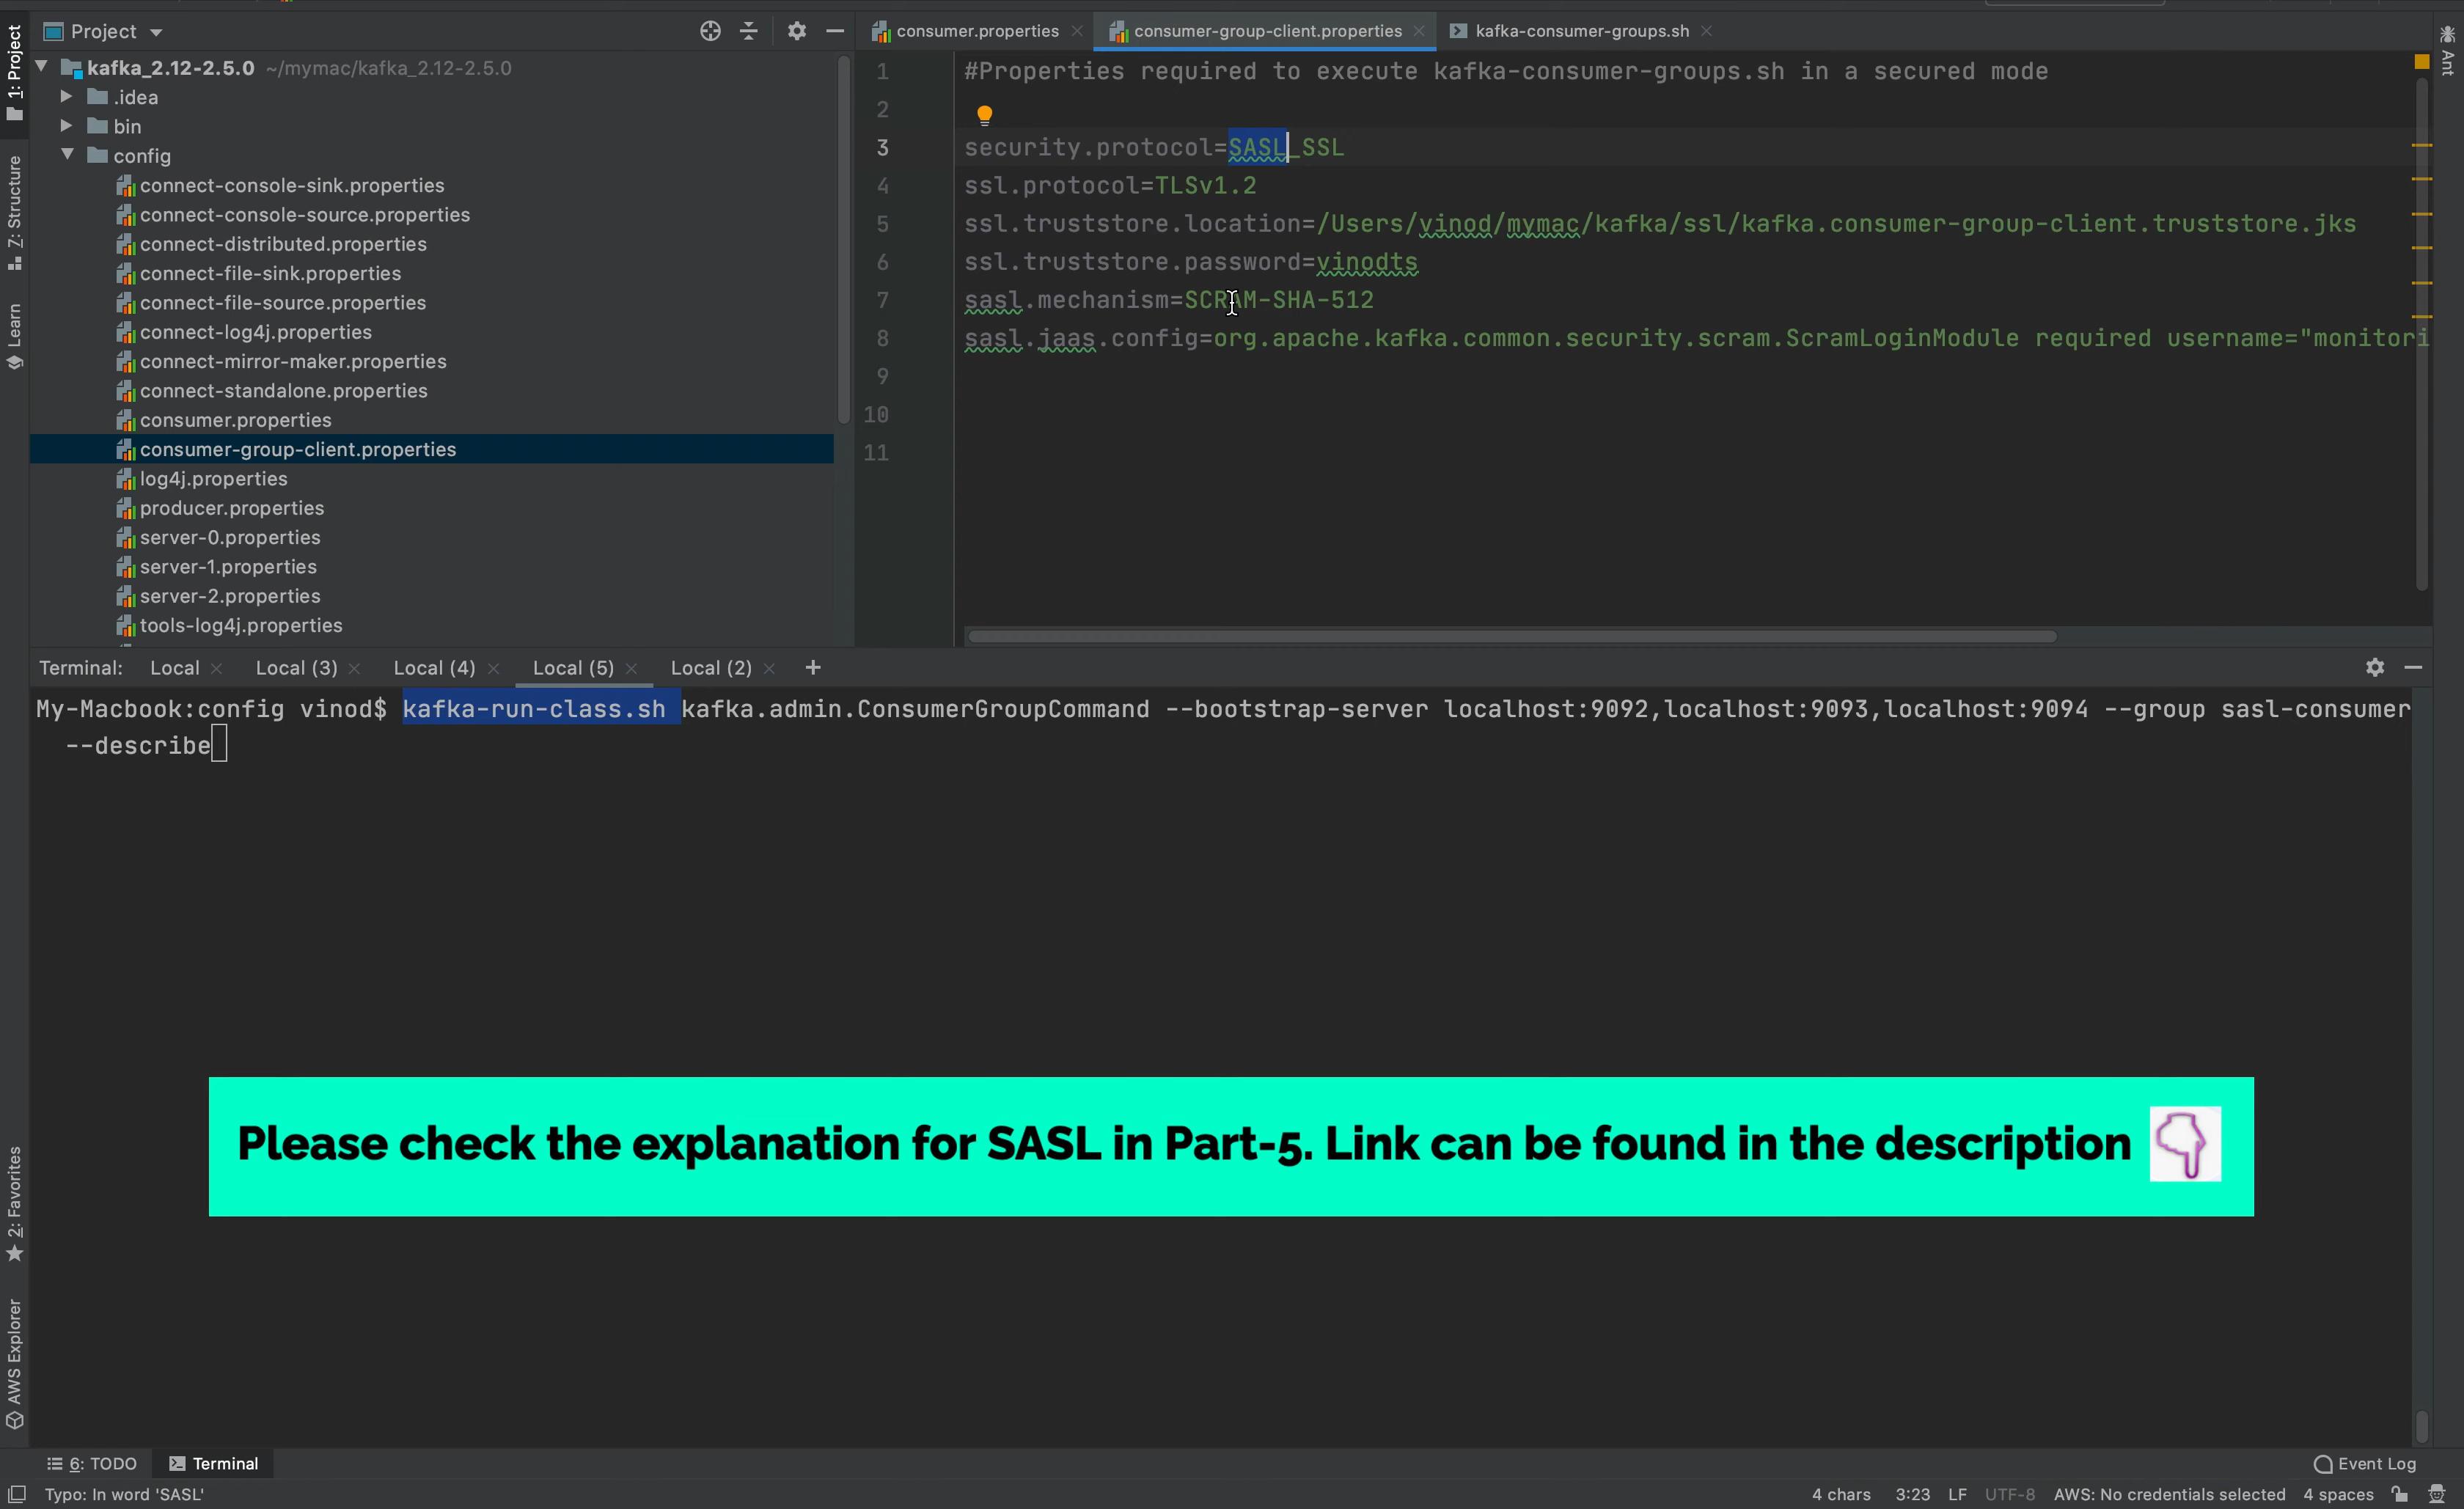 Project
consumer.properties
consumer-group-client.properties
kafka-consumer-groups.sh
1: Project
7: Structure
Learn
2: Favorites
AWS Explorer
Ant
kafka_2.12-2.5.0 ~/mymac/kafka_2.12-2.5.0
.idea
bin
config
connect-console-sink.properties
connect-console-source.properties
connect-distributed.properties
connect-file-sink.properties
connect-file-source.properties
connect-log4j.properties
connect-mirror-maker.properties
connect-standalone.properties
consumer.properties
consumer-group-client.properties
log4j.properties
producer.properties
server-0.properties
server-1.properties
server-2.properties
tools-log4j.properties
1 #Properties required to execute kafka-consumer-groups.sh in a secured mode
2
3 security.protocol=SASL_SSL
4 ssl.protocol=TLSv1.2
5 ssl.truststore.location=/Users/vinod/mymac/kafka/ssl/kafka.consumer-group-client.truststore.jks
6 ssl.truststore.password=vinodts
7 sasl.mechanism=SCRAM-SHA-512
8 sasl.jaas.config=org.apache.kafka.common.security.scram.ScramLoginModule required username="monitori
9
10
11
Terminal: Local Local (3) Local (4) Local (5) Local (2)
My-Macbook:config vinod$ kafka-run-class.sh kafka.admin.ConsumerGroupCommand --bootstrap-server localhost:9092,localhost:9093,localhost:9094 --group sasl-consumer
--describe
Please check the explanation for SASL in Part-5. Link can be found in the description
6: TODO Terminal Event Log
Typo: In word 'SASL' 4 chars 3:23 LF UTF-8 AWS: No credentials selected 4 spaces